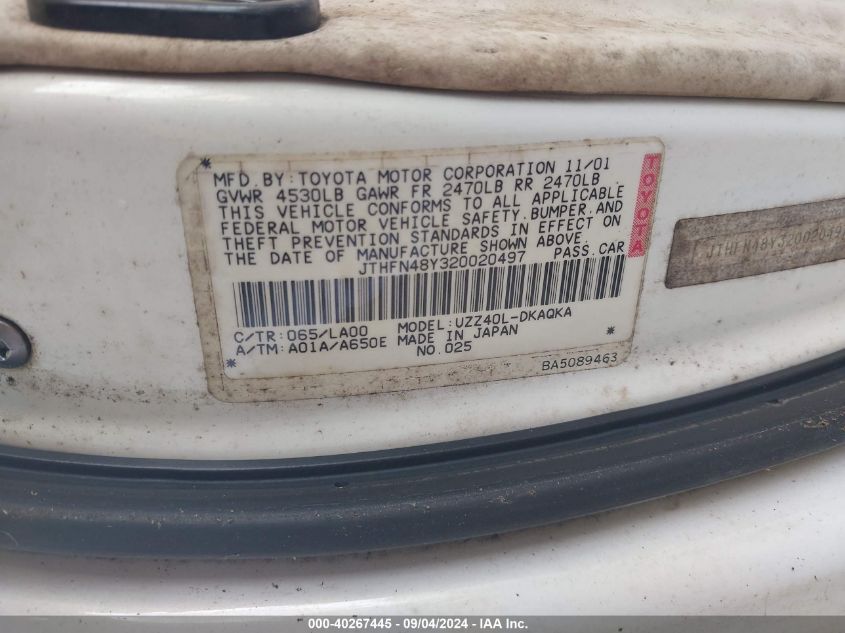 MFD. BY: TOYOTA MOTOR CORPORATION 11/01
GVWR 4530LB GAWR FR 2470LB RR 2470LB
THIS VEHICLE CONFORMS TO ALL APPLICABLE
FEDERAL MOTOR VEHICLE SAFETY, BUMPER, AND
THEFT PREVENTION STANDARDS IN EFFECT ON
THE DATE OF MANUFACTURE SHOWN ABOVE.
JTHFN48Y320020497 PASS.CAR
TOYOTA
JTHFN48Y32002049
C/TR: 065/LA00 MODEL: UZZ40L-DKAQKA
A/TM: A01A/A650E MADE IN JAPAN
NO. 025
BA5089463
000-40267445 - 09/04/2024 - IAA Inc.